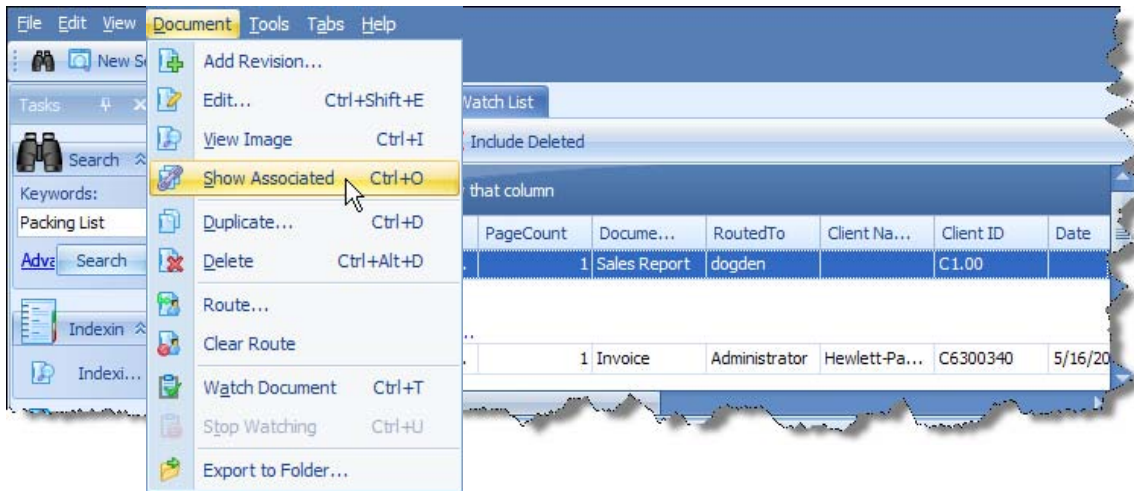 File Edit View Document Tools Tabs Help
New S
Add Revision...
Tasks
Edit... Ctrl+Shift+E
Watch List
View Image Ctrl+I
Include Deleted
Search
Show Associated Ctrl+O
that column
Keywords:
Packing List
Duplicate... Ctrl+D
PageCount Docume... RoutedTo Client Na... Client ID Date
Adva Search
Delete Ctrl+Alt+D
1 Sales Report dogden C1.00
Route...
Indexin
Clear Route
1 Invoice Administrator Hewlett-Pa... C6300340 5/16/20
Indexi...
Watch Document Ctrl+T
Stop Watching Ctrl+U
Export to Folder...